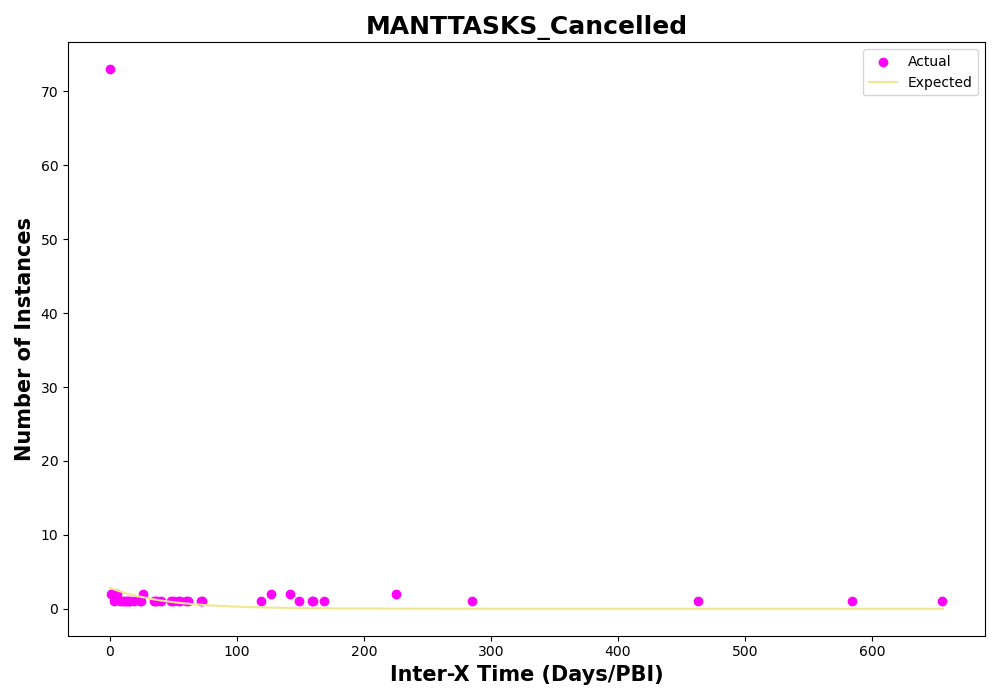 MANTTASKS_Cancelled
Actual
Expected
70
60
50
40
30
20
10
0
Number of Instances
0 100 200 300 400 500 600
Inter-X Time (Days/PBI)